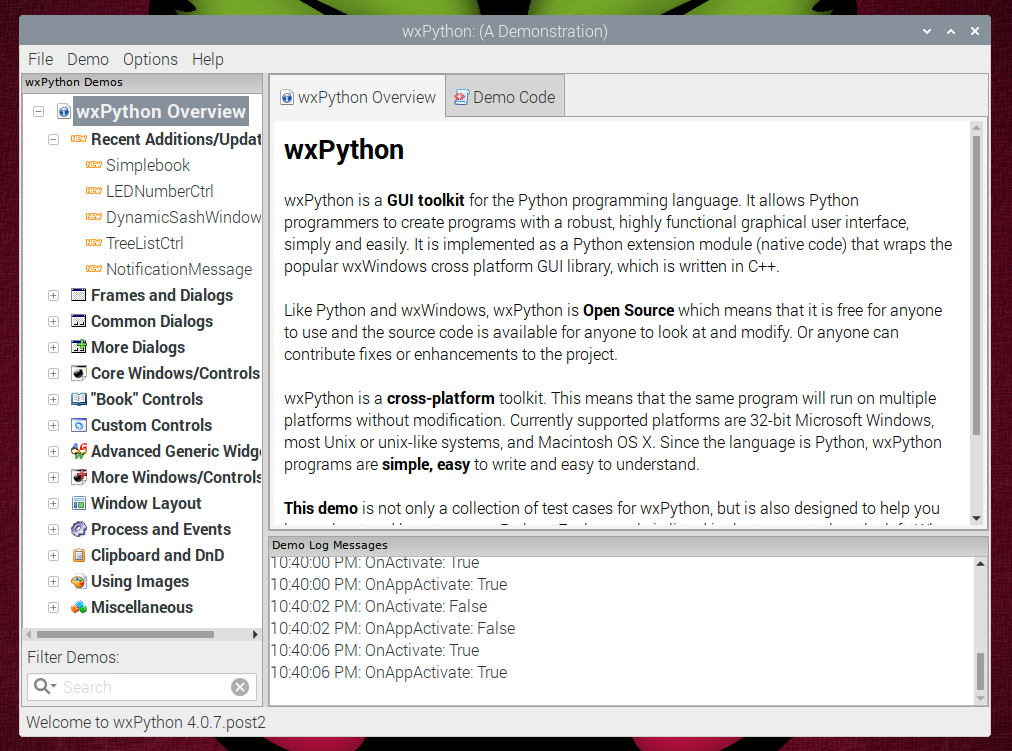 wxPython: (A Demonstration)
File Demo Options Help
wxPython Demos
wxPython Overview
NEW Recent Additions/Updat
NEW Simplebook
NEW LEDNumberCtrl
NEW DynamicSashWindow
NEW TreeListCtrl
NEW NotificationMessage
Frames and Dialogs
Common Dialogs
More Dialogs
Core Windows/Controls
"Book" Controls
Custom Controls
Advanced Generic Widg
More Windows/Controls
Window Layout
Process and Events
Clipboard and DnD
Using Images
Miscellaneous
Filter Demos:
Search
wxPython Overview Demo Code
wxPython
wxPython is a GUI toolkit for the Python programming language. It allows Python
programmers to create programs with a robust, highly functional graphical user interface,
simply and easily. It is implemented as a Python extension module (native code) that wraps the
popular wxWindows cross platform GUI library, which is written in C++.
Like Python and wxWindows, wxPython is Open Source which means that it is free for anyone
to use and the source code is available for anyone to look at and modify. Or anyone can
contribute fixes or enhancements to the project.
wxPython is a cross-platform toolkit. This means that the same program will run on multiple
platforms without modification. Currently supported platforms are 32-bit Microsoft Windows,
most Unix or unix-like systems, and Macintosh OS X. Since the language is Python, wxPython
programs are simple, easy to write and easy to understand.
This demo is not only a collection of test cases for wxPython, but is also designed to help you
Demo Log Messages
10:40:00 PM: OnActivate: True
10:40:00 PM: OnAppActivate: True
10:40:02 PM: OnActivate: False
10:40:02 PM: OnAppActivate: False
10:40:06 PM: OnActivate: True
10:40:06 PM: OnAppActivate: True
Welcome to wxPython 4.0.7.post2